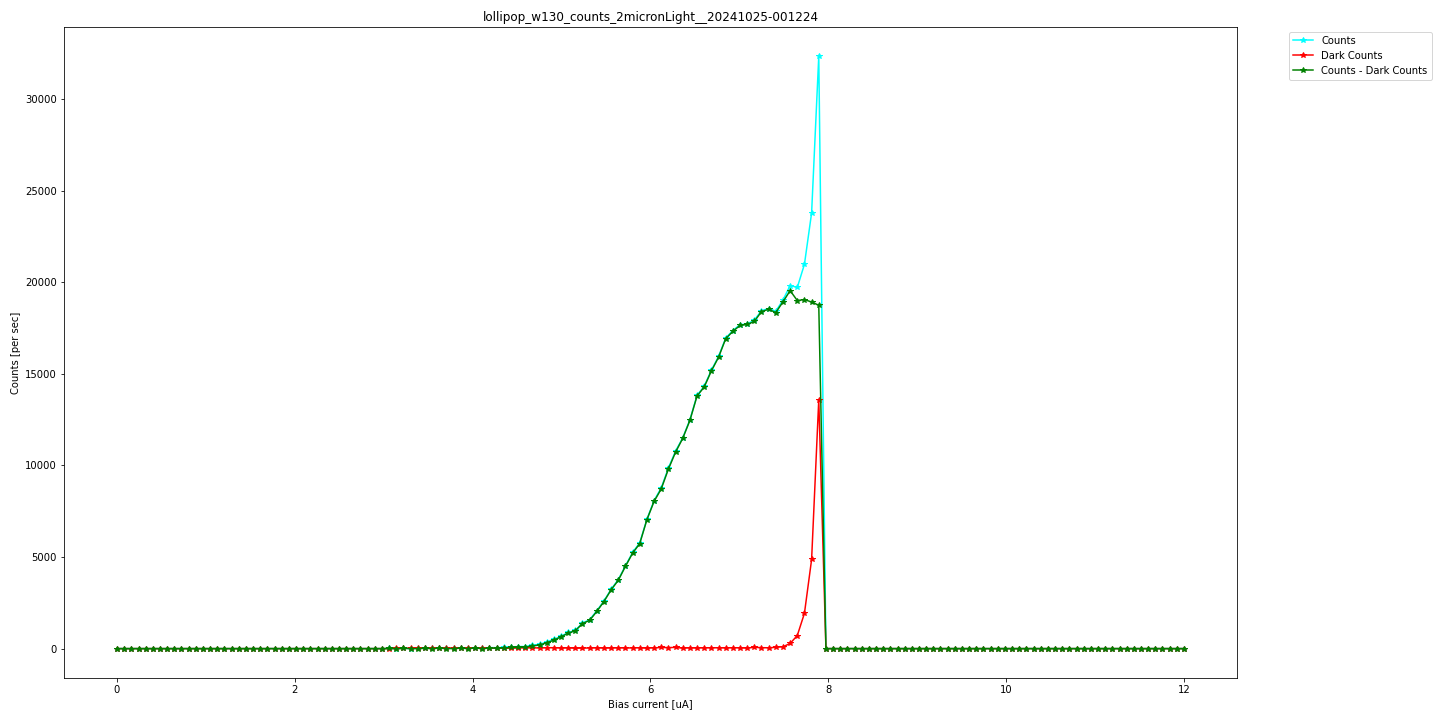 lollipop_w130_counts_2micronLight__20241025-001224
Counts
Dark Counts
Counts - Dark Counts
30000
25000
20000
15000
10000
5000
0
Counts [per sec]
0 2 4 6 8 10 12
Bias current [uA]